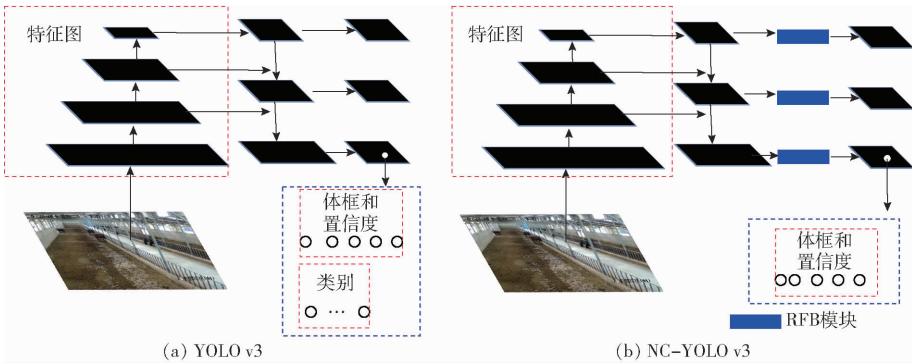 特征图
体框和
置信度
类别
…
(a) YOLO v3
特征图
体框和
置信度
RFB模块
(b) NC-YOLO v3